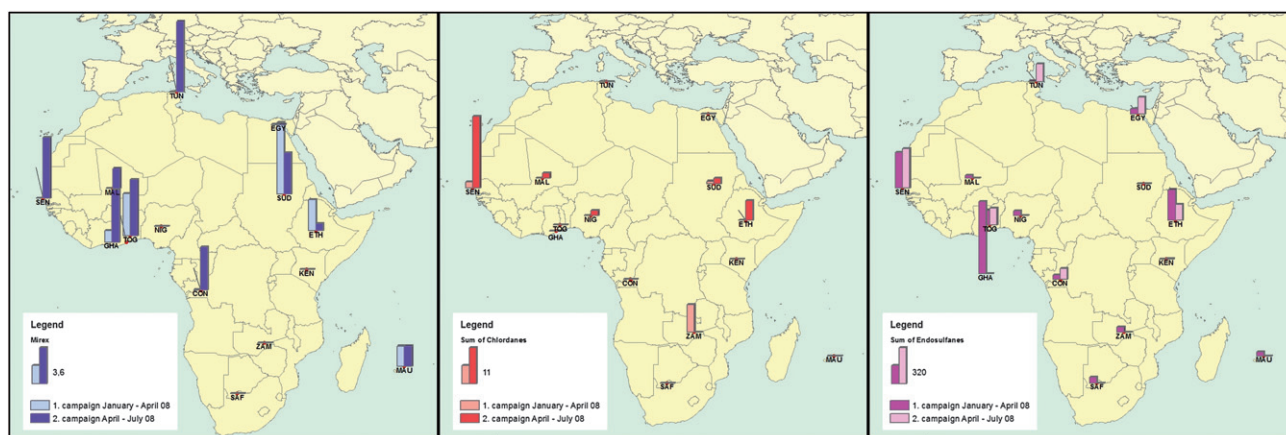 TUN
EGY
SEN
MAL
SUD
GHA
TOG
NIG
ETH
KEN
CON
ZAM
MAU
SAF
Legend
Mirex
3,6
1. campaign January - April 08
2. campaign April - July 08
TUN
EGY
SEN
MAL
SUD
GHA
TOG
NIG
ETH
KEN
CON
ZAM
MAU
SAF
Legend
Sum of Chlordanes
11
1. campaign January - April 08
2. campaign April - July 08
TUN
EGY
SEN
MAL
SUD
TOG
NIG
ETH
KEN
GHA
CON
ZAM
MAU
SAF
Legend
Sum of Endosulfanes
320
1. campaign January - April 08
2. campaign April - July 08